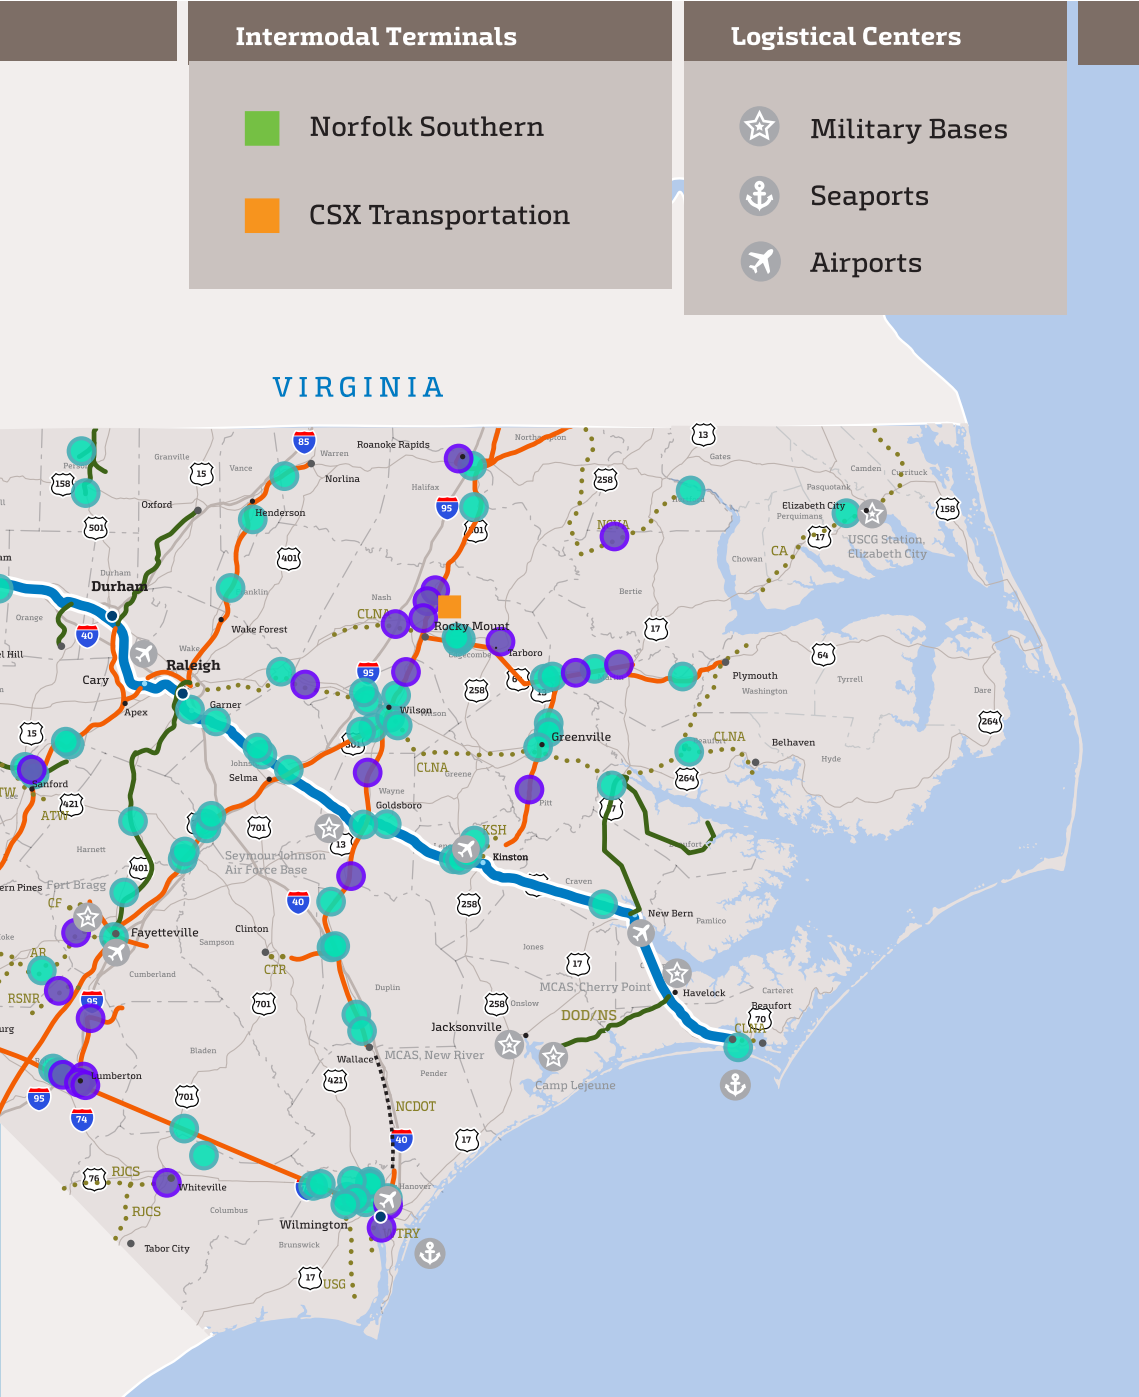 Intermodal Terminals
Norfolk Southern
CSX Transportation
Logistical Centers
Military Bases
Seaports
Airports
VIRGINIA
85
13
Northampton
Roanoke Rapids
Granville
Vance
Warren
Gates
15
158
Norlina
258
Camden
Currituck
Halifax
Pasquotank
Oxford
95
Elizabeth City
158
Henderson
Perquimans
501
301
17
USCG Station,
Elizabeth City
401
CA
Chowan
Durham
Durham
Nash
Bertie
Orange
CLNA
40
Wake Forest
Rocky Mount
17
Wake
Edgecombe
Tarboro
64
Raleigh
95
Cary
Plymouth
Tyrrell
258
13
Washington
Dare
Apex
Garner
Wilson
Wilson
264
15
301
Greenville
CLNA
Belhaven
Hyde
CLNA
Greene
Selma
264
Sanford
421
ATW
Wayne
Goldsboro
Pitt
17
701
KSH
13
Harnett
Seymour Johnson
Air Force Base
Kinston
401
Fort Bragg
Craven
CF
40
258
New Bern
Clinton
Pamlico
Fayetteville
Sampson
Jones
AR
CTR
17
Cumberland
MCAS, Cherry Point
RSNR
Duplin
Havelock
Carteret
95
701
258
Onslow
Beaufort
DOD/NS
70
CLNA
Jacksonville
Bladen
Wallace
MCAS, New River
Pender
Lumberton
421
Camp Lejeune
95
701
NCDOT
74
40
17
76
RJCS
Whiteville
Hanover
RJCS
Columbus
Wilmington
TRY
Tabor City
Brunswick
17
USG